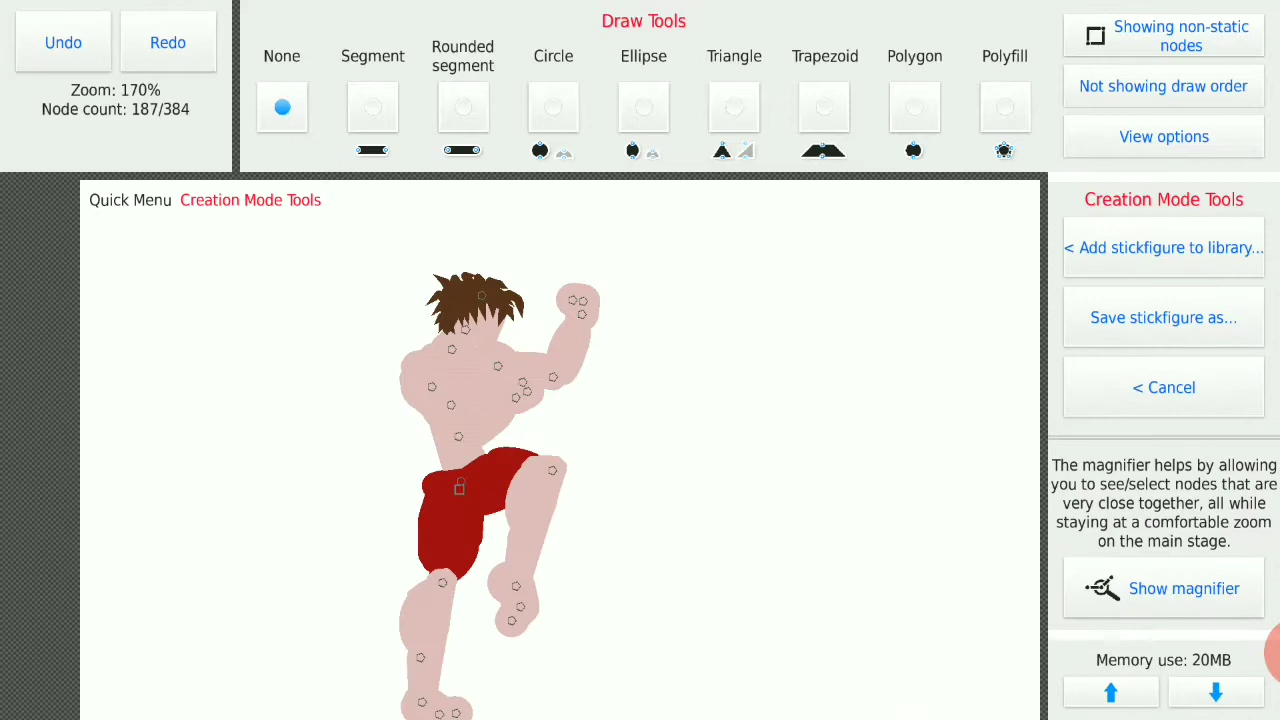 Undo
Redo
Zoom: 170%
Node count: 187/384
Draw Tools
None
Segment
Rounded
segment
Circle
Ellipse
Triangle
Trapezoid
Polygon
Polyfill
Showing non-static
nodes
Not showing draw order
View options
Quick Menu Creation Mode Tools
Creation Mode Tools
< Add stickfigure to library...
Save stickfigure as...
< Cancel
The magnifier helps by allowing
you to see/select nodes that are
very close together, all while
staying at a comfortable zoom
on the main stage.
Show magnifier
Memory use: 20MB